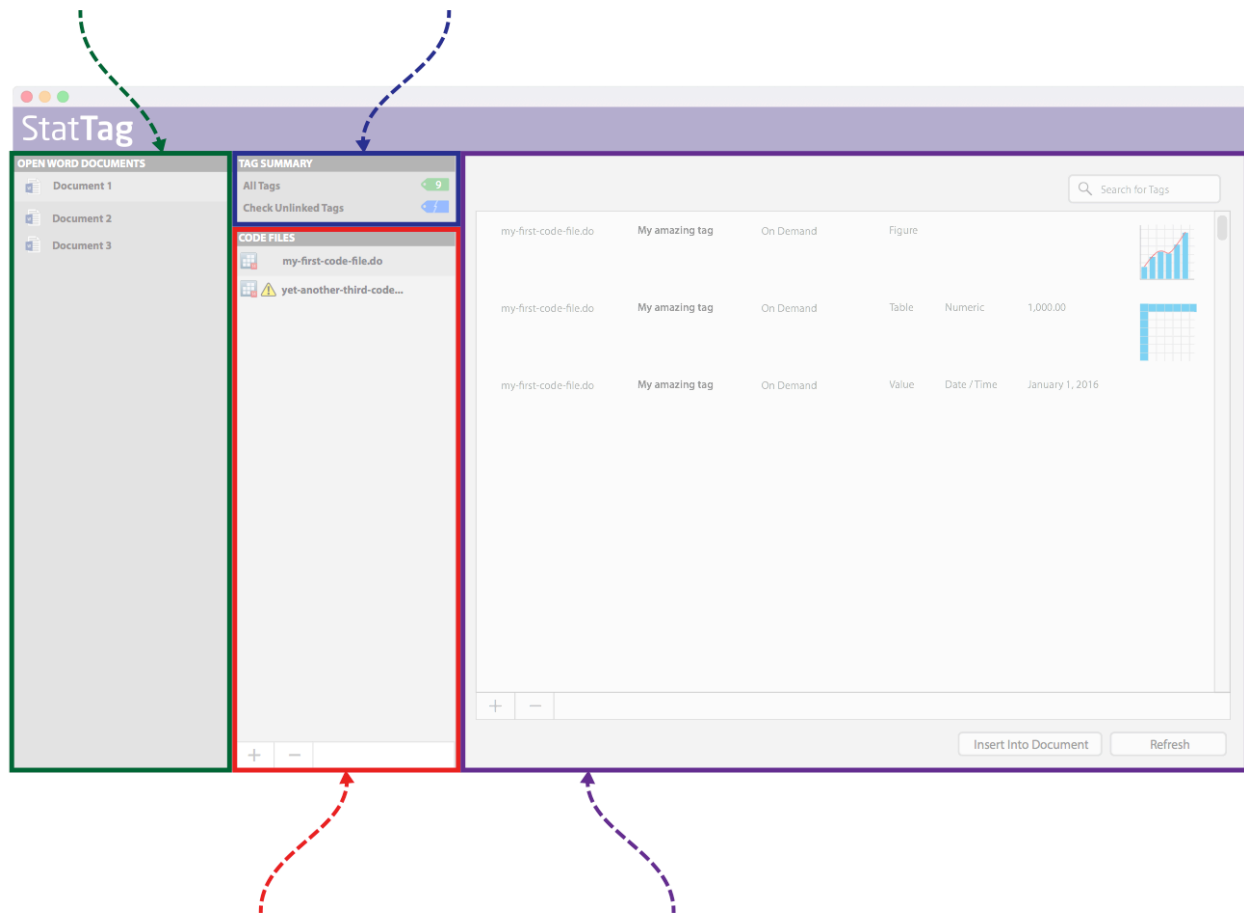 StatTag
OPEN WORD DOCUMENTS
Document 1
Document 2
Document 3
TAG SUMMARY
All Tags 9
Check Unlinked Tags
CODE FILES
my-first-code-file.do
yet-another-third-code...
Search for Tags
my-first-code-file.do My amazing tag On Demand Figure
my-first-code-file.do My amazing tag On Demand Table Numeric 1,000.00
my-first-code-file.do My amazing tag On Demand Value Date / Time January 1, 2016
Insert Into Document Refresh